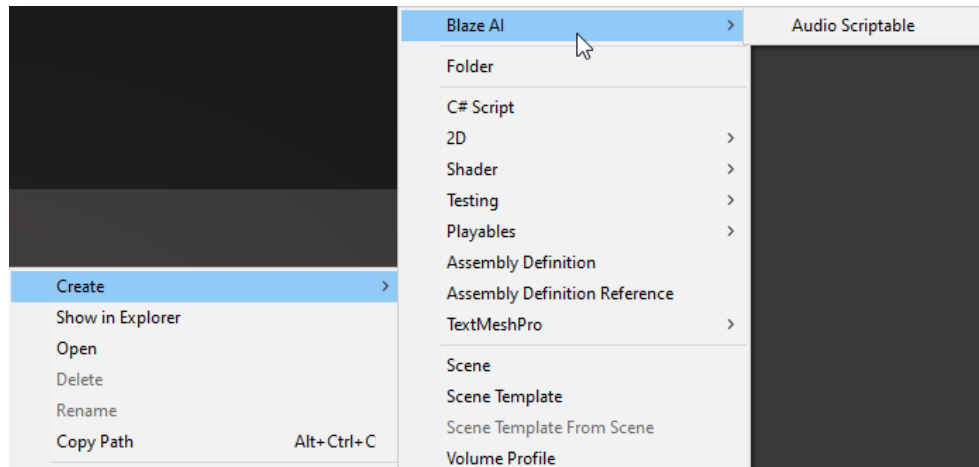 Blaze AI
Audio Scriptable
Folder
C# Script
2D
Shader
Testing
Playables
Assembly Definition
Assembly Definition Reference
TextMeshPro
Scene
Scene Template
Scene Template From Scene
Volume Profile
Create
Show in Explorer
Open
Delete
Rename
Copy Path Alt+Ctrl+C